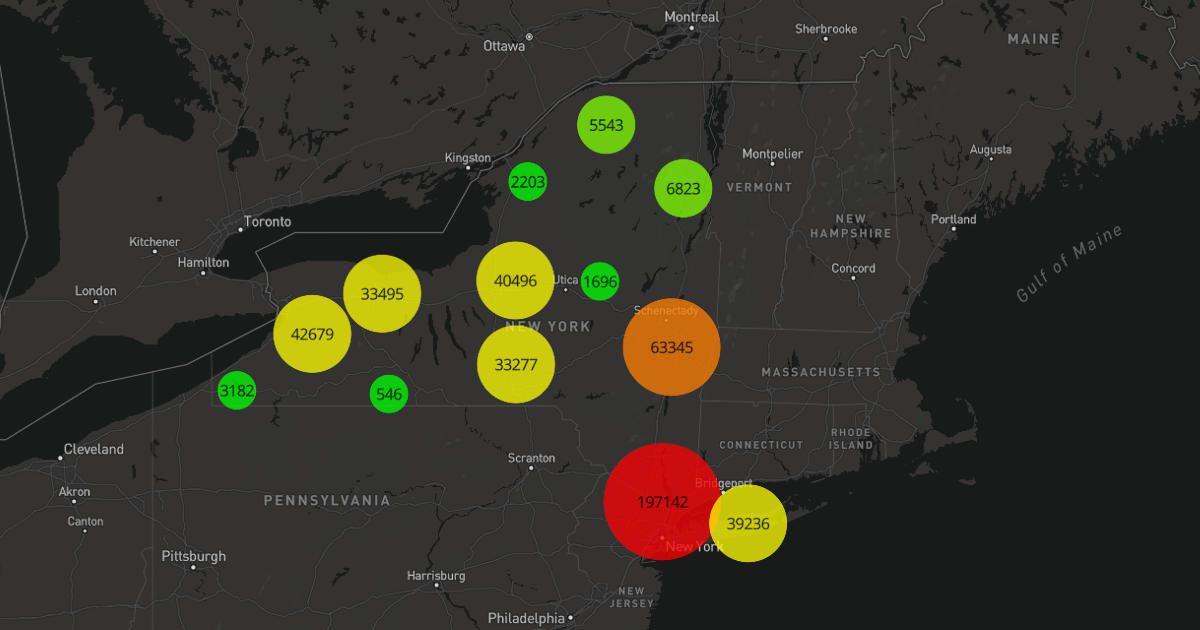 Montreal
Sherbrooke
MAINE
Ottawa
5543
Kingston
Montpelier
Augusta
2203
6823
VERMONT
Toronto
NEW
HAMPSHIRE
Portland
Kitchener
Hamilton
Gulf of Maine
Concord
London
33495
40496
Utica
1696
Schenectady
42679
NEW YORK
33277
63345
MASSACHUSETTS
3182
546
Cleveland
CONNECTICUT
RHODE
ISLAND
Scranton
Akron
Bridgeport
PENNSYLVANIA
197142
Canton
39236
New York
Pittsburgh
Harrisburg
NEW
JERSEY
Philadelphia